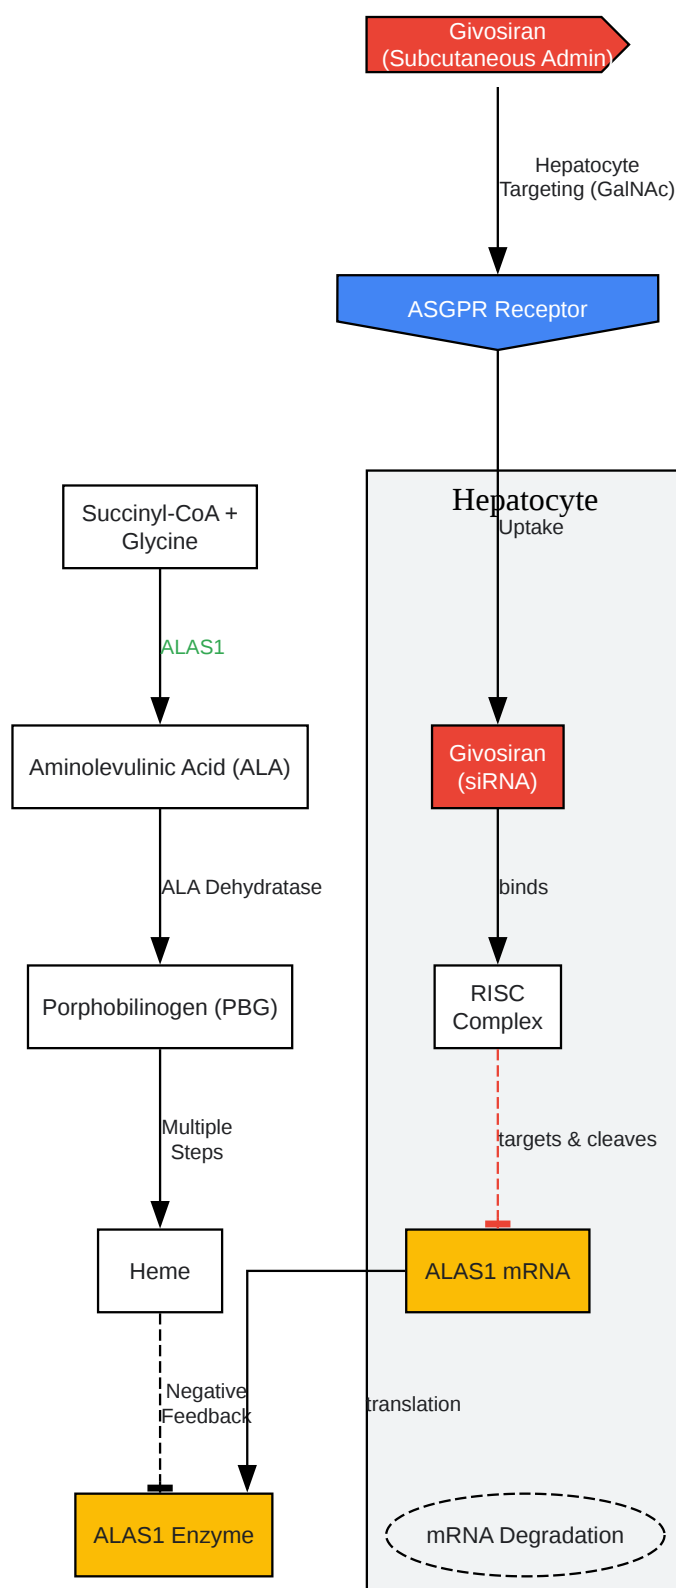 Givosiran
(Subcutaneous Admin)
Hepatocyte
Targeting (GalNAc)
ASGPR Receptor
Hepatocyte
Uptake
Succinyl-CoA +
Glycine
ALAS1
Aminolevulinic Acid (ALA)
Givosiran
(siRNA)
ALA Dehydratase
binds
Porphobilinogen (PBG)
RISC
Complex
Multiple
Steps
targets & cleaves
Heme
ALAS1 mRNA
Negative
Feedback
translation
ALAS1 Enzyme
mRNA Degradation